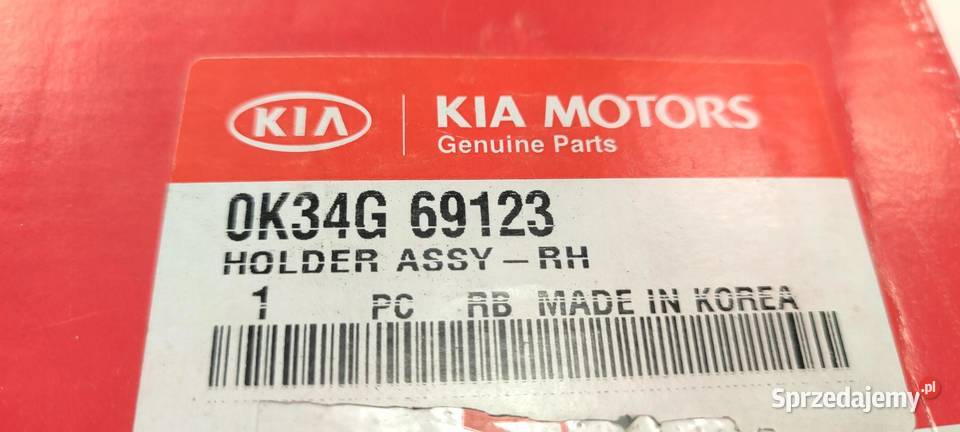 KIA
KIA MOTORS
Genuine Parts
0K34G 69123
HOLDER ASSY-RH
1 PC RB MADE IN KOREA
Sprzedajemy.pl